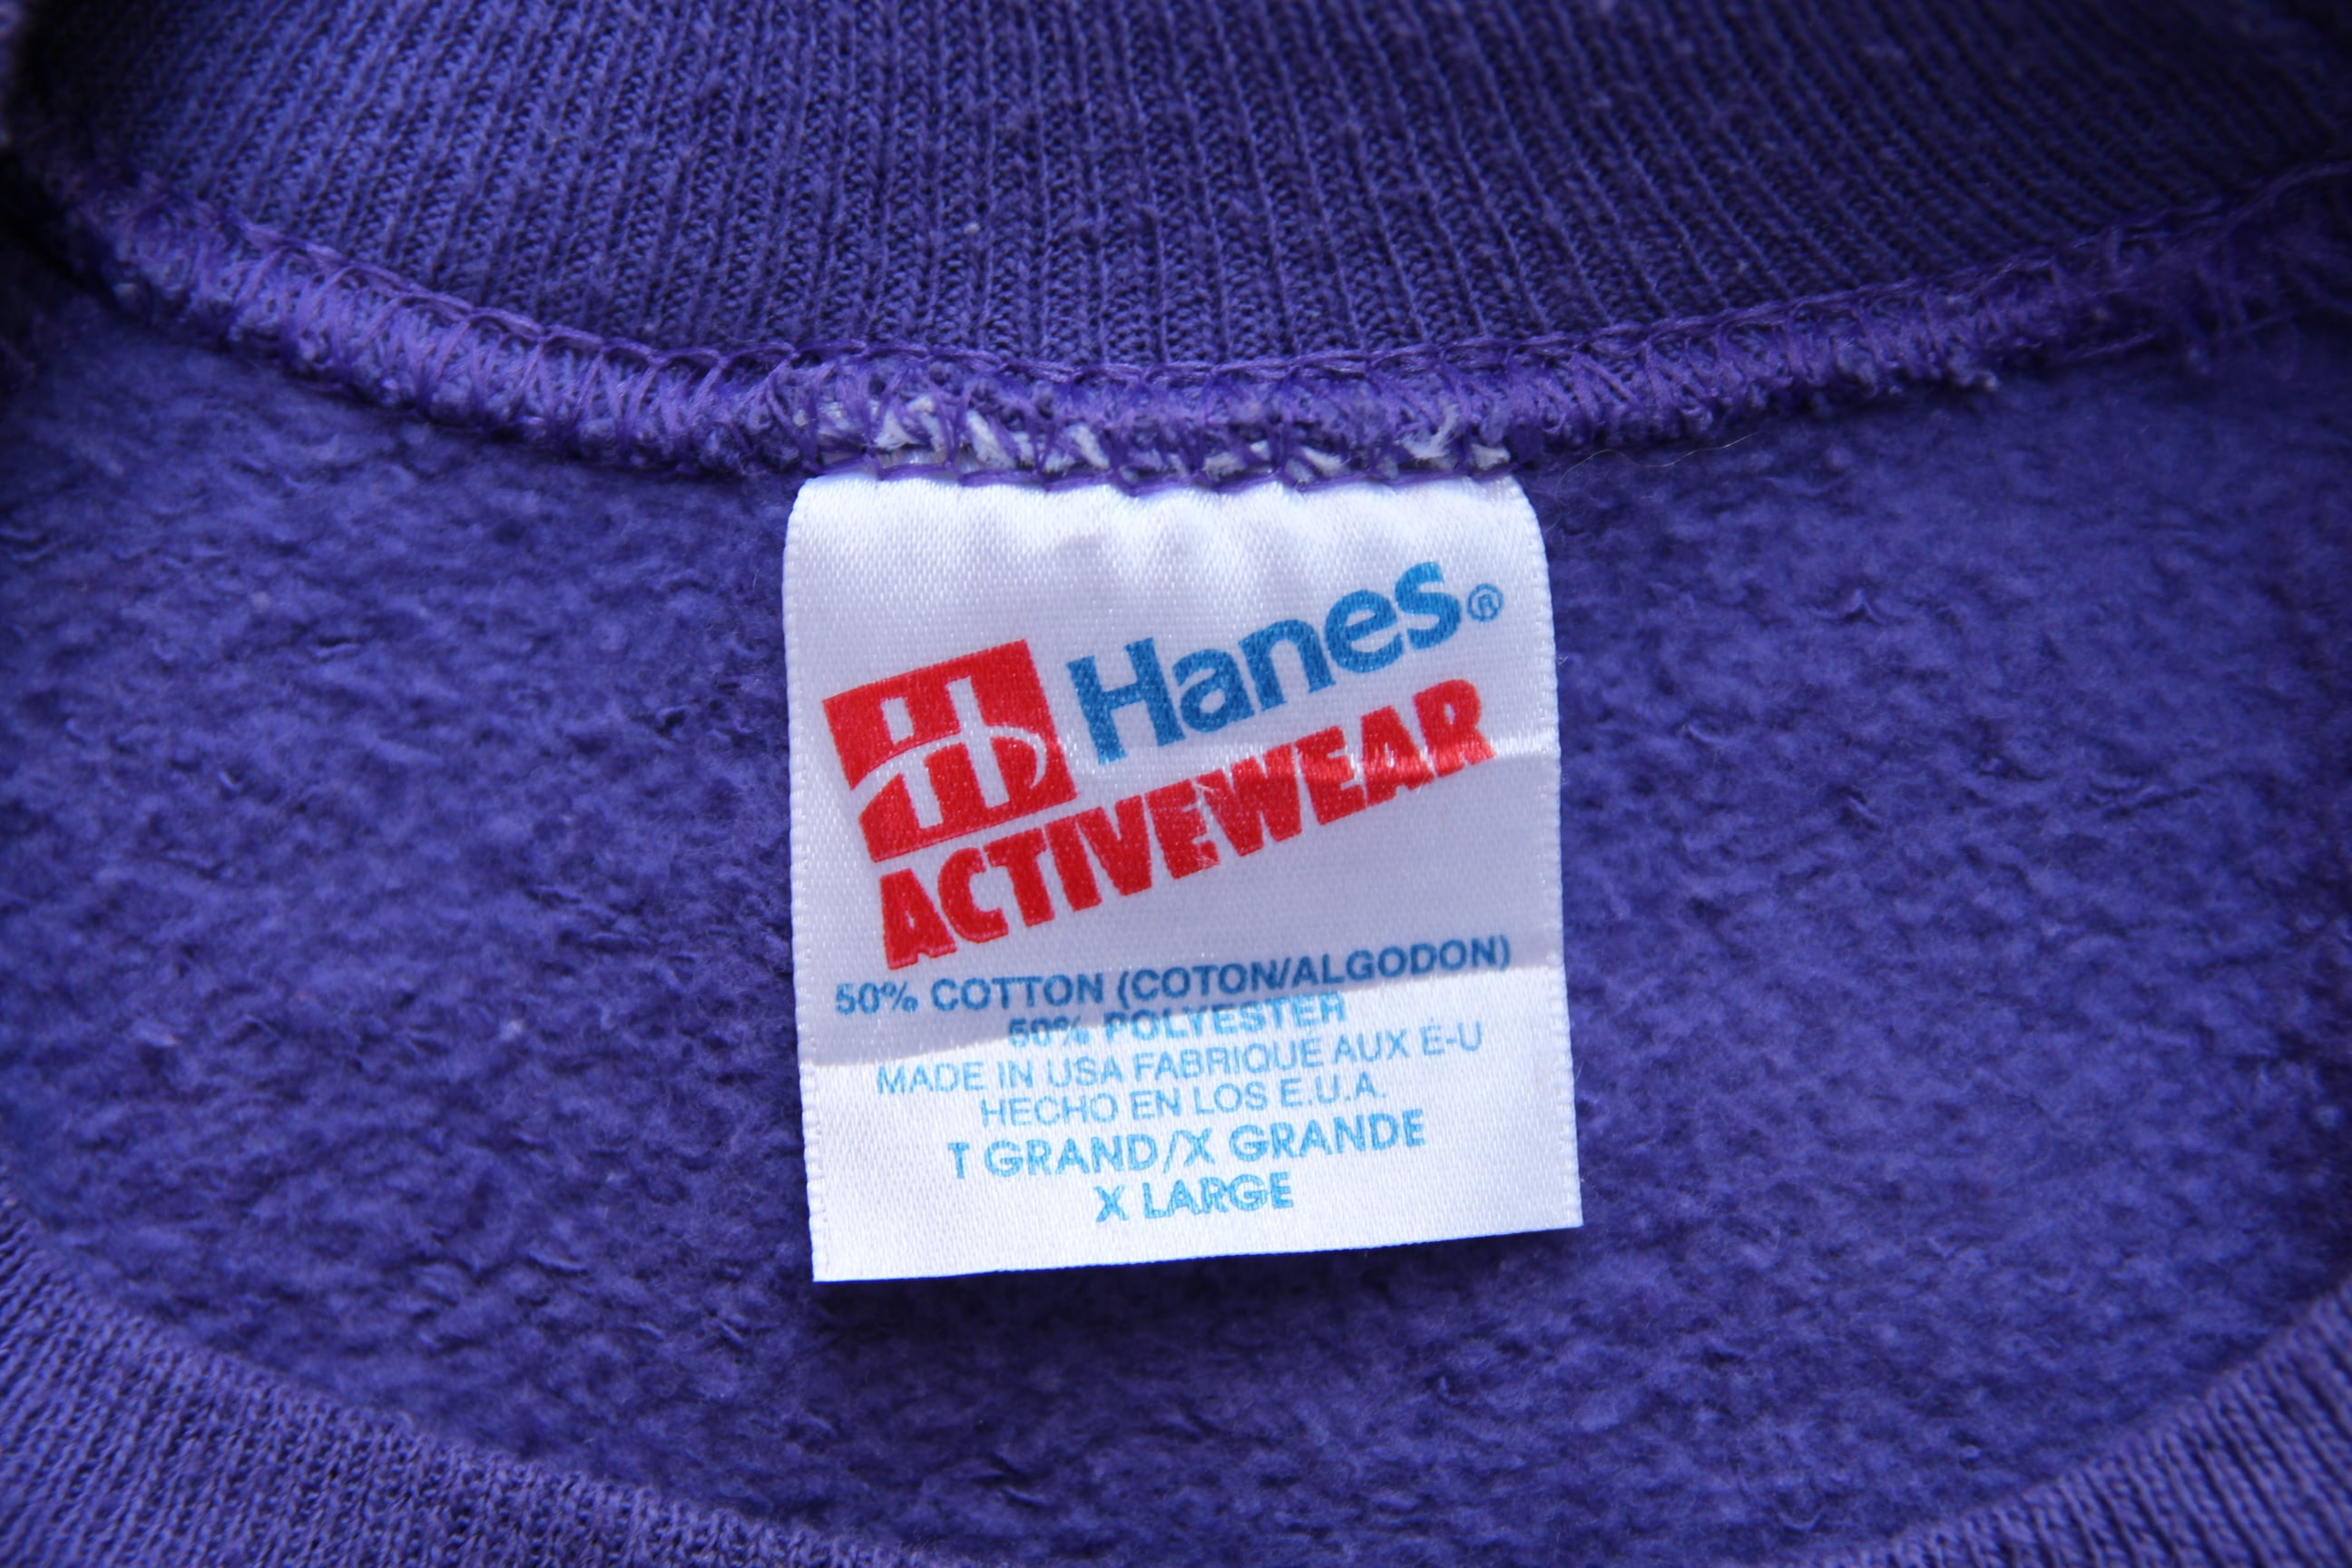 Hanes®
ACTIVEWEAR
50% COTTON (COTON/ALGODON)
50% POLYESTER
MADE IN USA FABRIQUE AUX É-U
HECHO EN LOS E.U.A.
T GRAND/X GRANDE
X LARGE